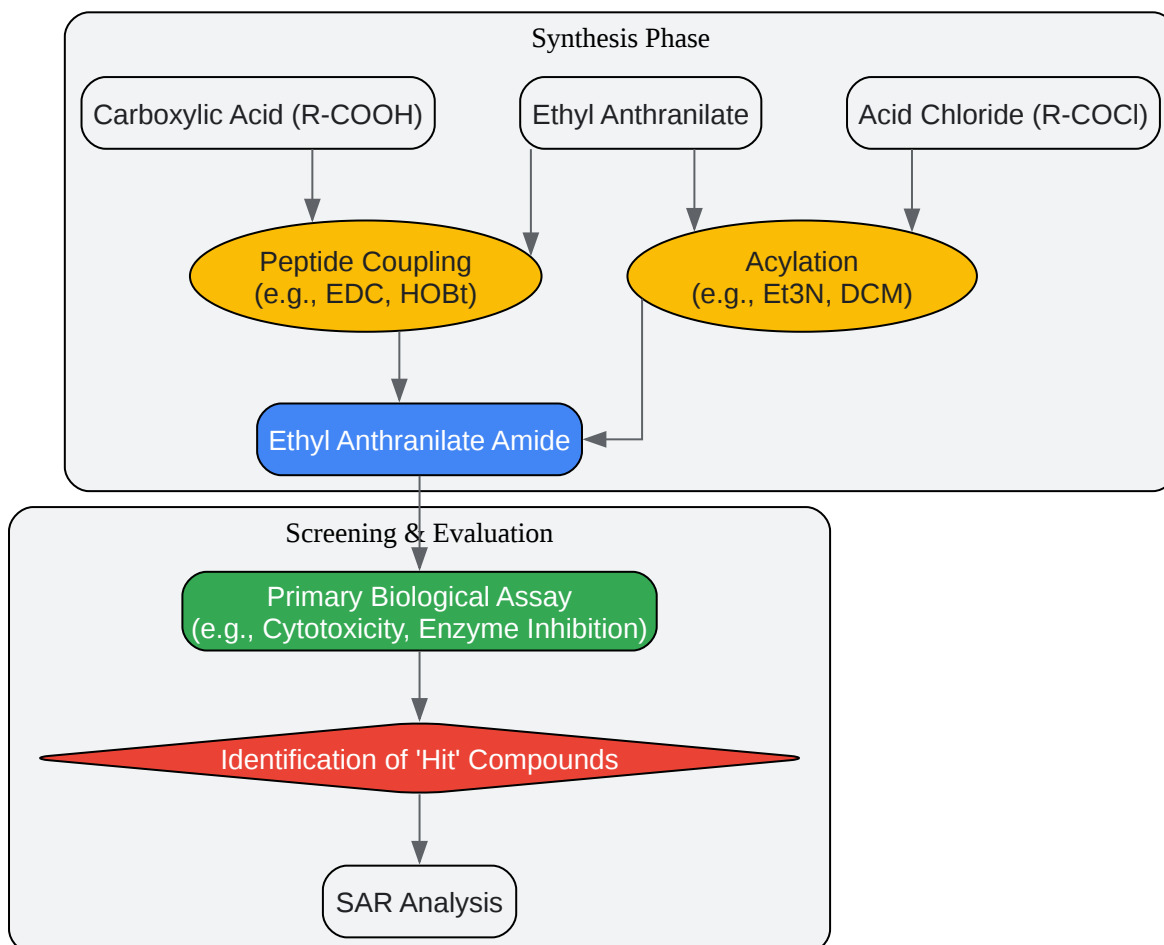 Synthesis Phase
Carboxylic Acid (R-COOH)
Ethyl Anthranilate
Acid Chloride (R-COCl)
Peptide Coupling
(e.g., EDC, HOBt)
Acylation
(e.g., Et3N, DCM)
Ethyl Anthranilate Amide
Screening & Evaluation
Primary Biological Assay
(e.g., Cytotoxicity, Enzyme Inhibition)
Identification of 'Hit' Compounds
SAR Analysis